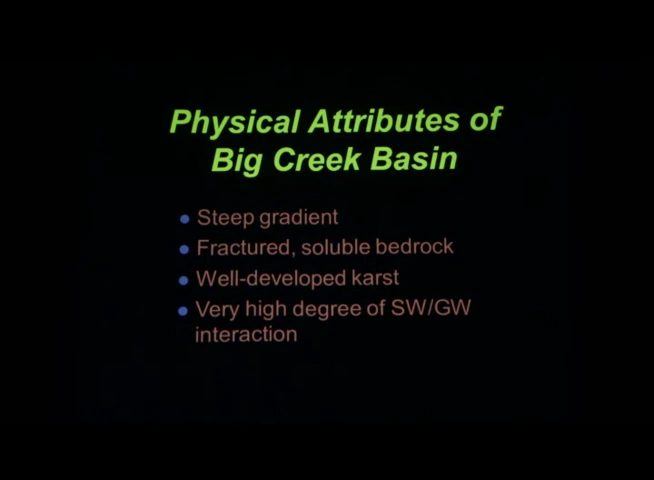 Physical Attributes of
Big Creek Basin
• Steep gradient
• Fractured, soluble bedrock
• Well-developed karst
• Very high degree of SW/GW
interaction